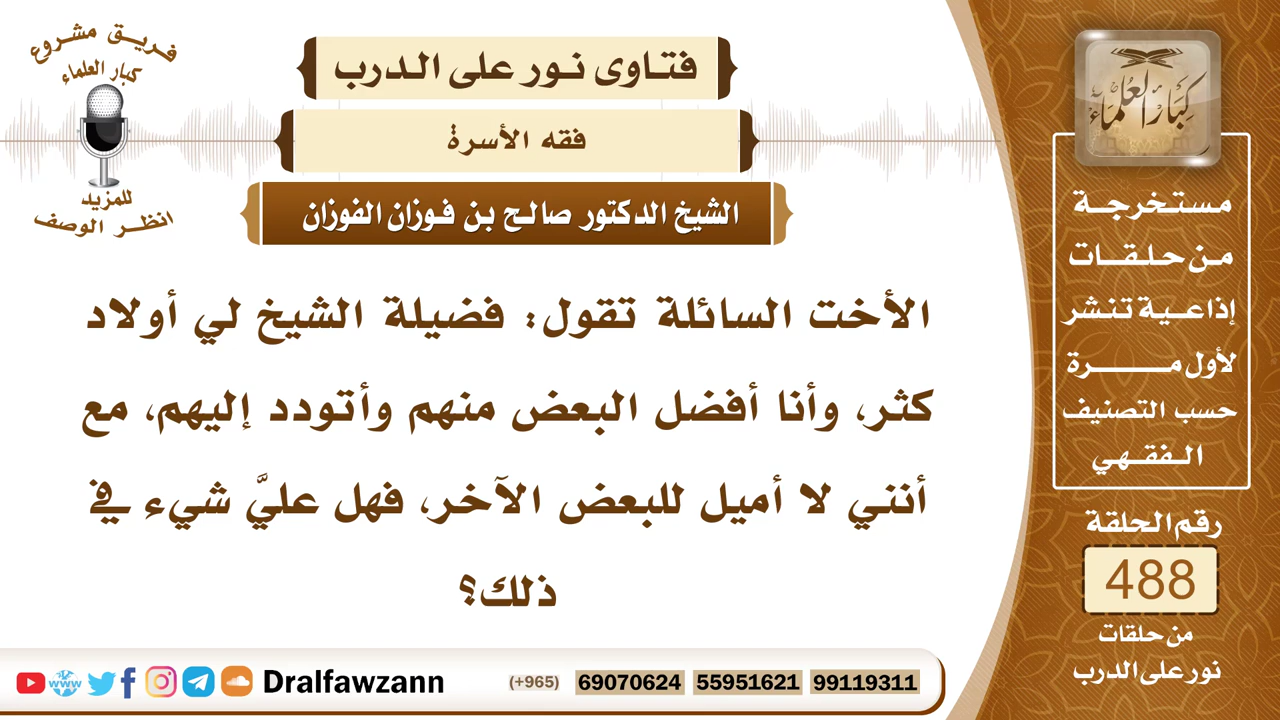 فريق مشروع
كبار العلماء
للمزيد
انظر الوصف
فتاوى نور على الدرب
فقه الأسرة
الشيخ الدكتور صالح بن فوزان الفوزان
الأخت السائلة تقول: فضيلة الشيخ لي أولاد
كثر، وأنا أفضل البعض منهم وأتودد إليهم، مع
أنني لا أميل للبعض الآخر، فهل عليَّ شيء في
ذلك؟
كبار العلماء
مستخرجة
من حلقات
إذاعية تنشر
لأول مرة
حسب التصنيف
الفقهي
رقم الحلقة
488
من حلقات
نور على الدرب
www Dralfawzann (+965) 69070624 55951621 99119311